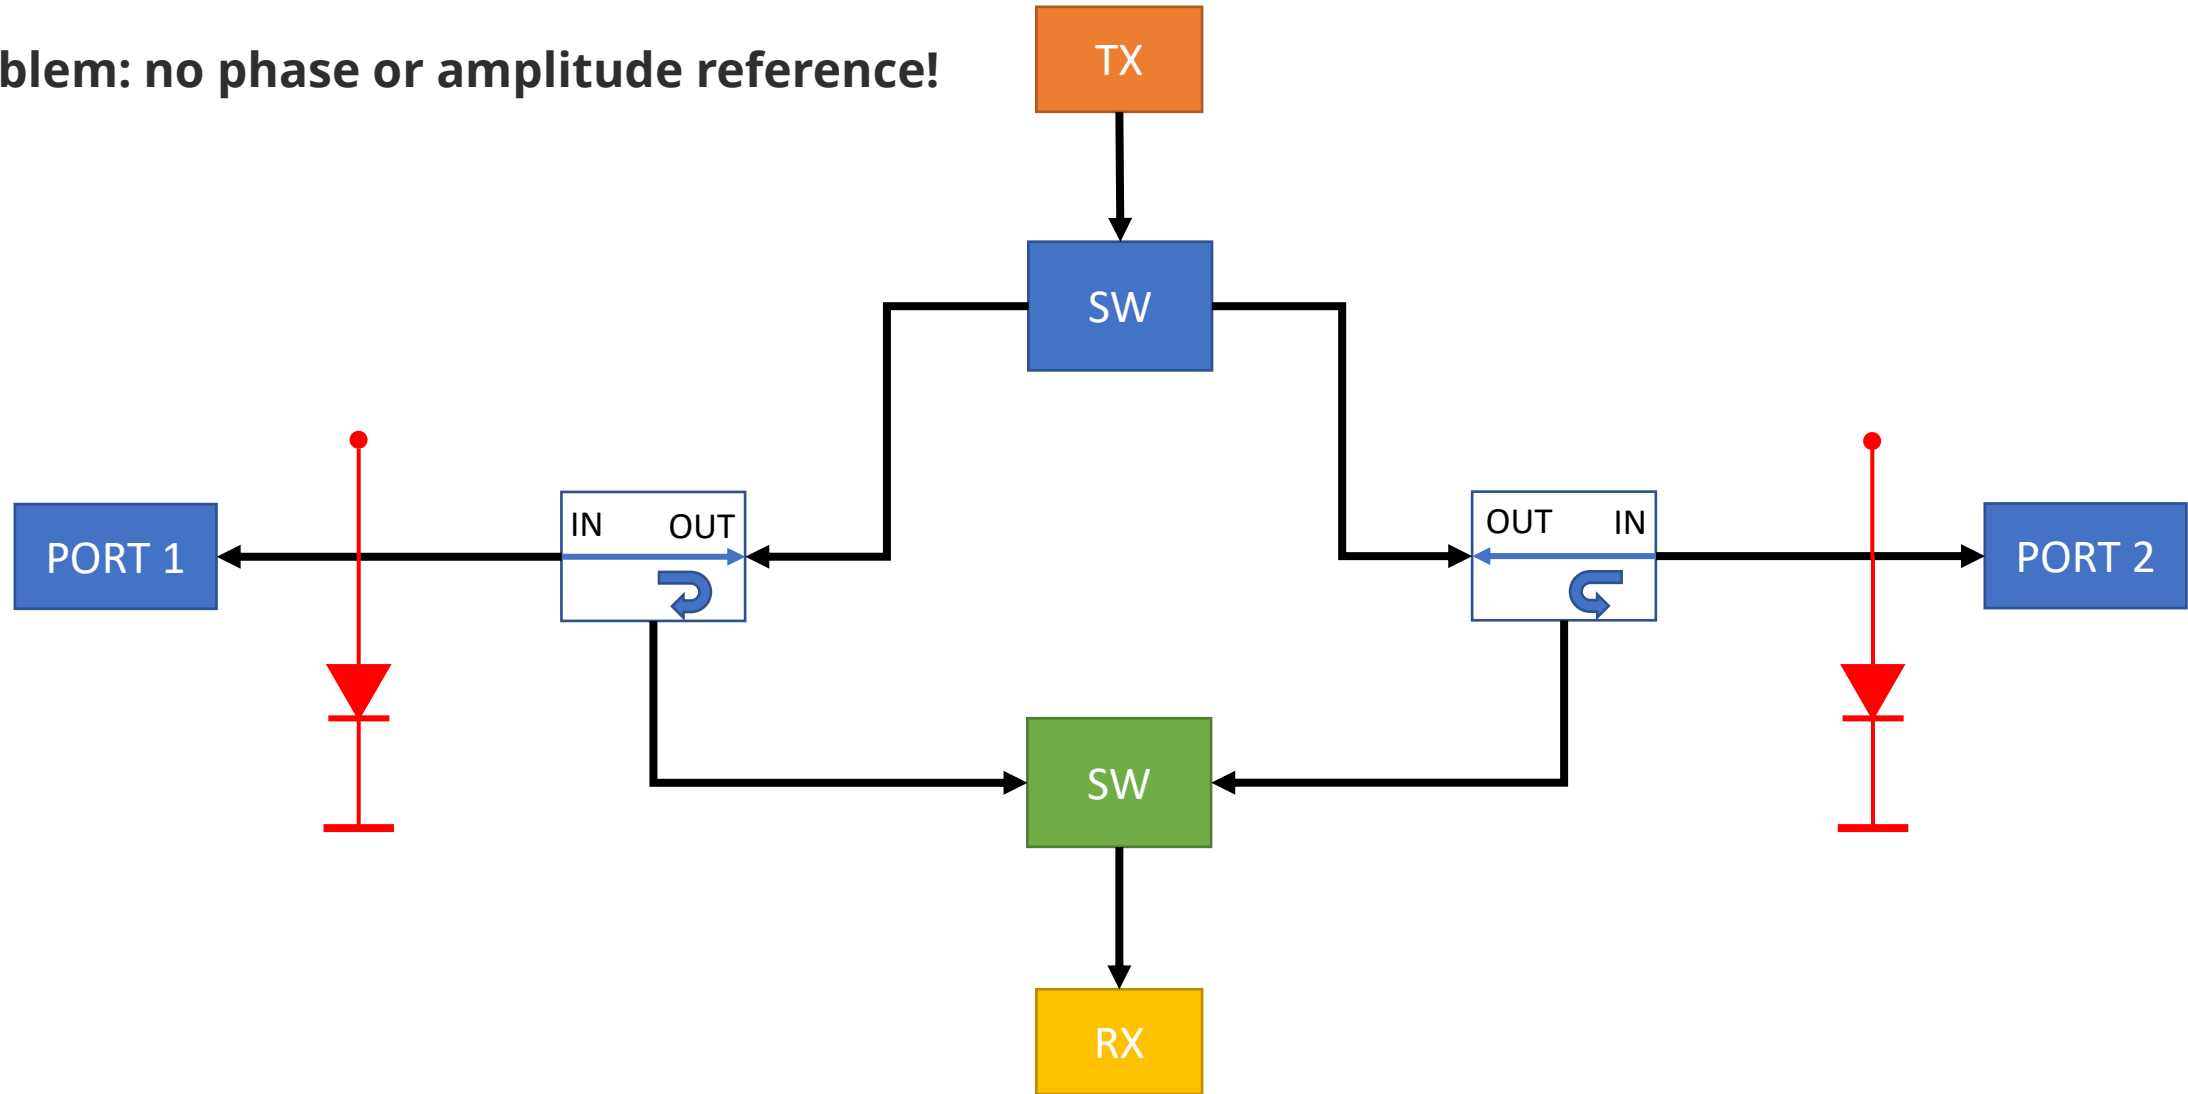 blem: no phase or amplitude reference!
TX
SW
IN OUT
OUT IN
PORT 1
PORT 2
SW
RX